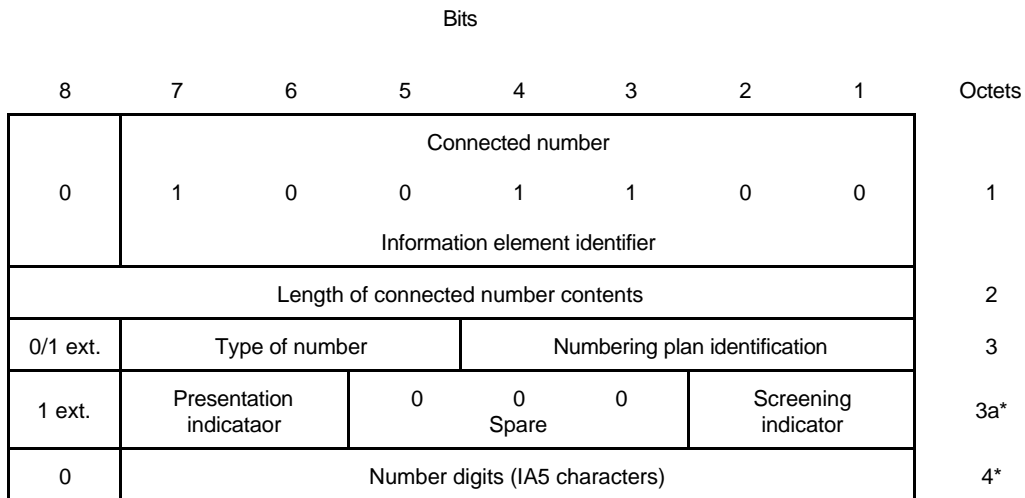 Bits
8 7 6 5 4 3 2 1 Octets
Connected number
0 1 0 0 1 1 0 0 1
Information element identifier
Length of connected number contents 2
0/1 ext. Type of number Numbering plan identification 3
1 ext. Presentation indicataor 0 0 0 Spare Screening indicator 3a*
0 Number digits (IA5 characters) 4*